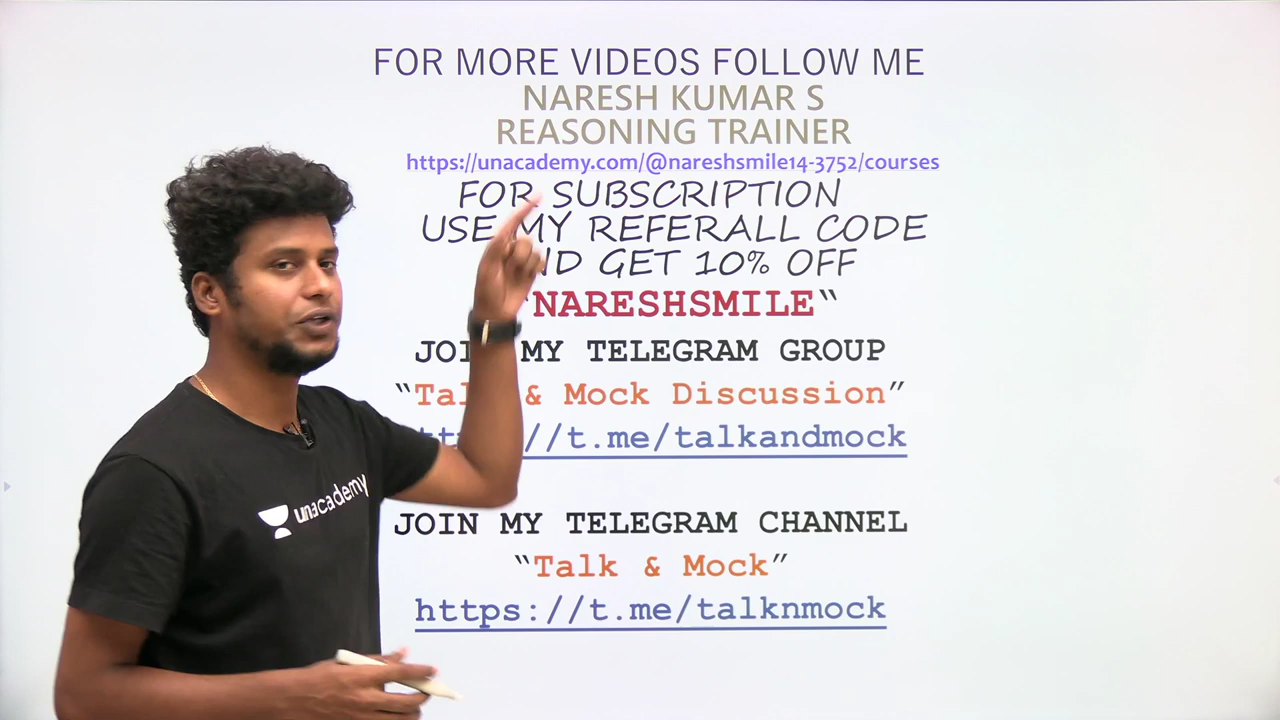 FOR MORE VIDEOS FOLLOW ME
NARESH KUMAR S
REASONING TRAINER
https://unacademy.com/@nareshsmile14-3752/courses
FOR SUBSCRIPTION
USE MY REFERALL CODE
GET 10% OFF
NARESHSMILE“
MY TELEGRAM GROUP
& Mock Discussion”
//t.me/talkandmock
JOIN MY TELEGRAM CHANNEL
“Talk & Mock”
https://t.me/talknmock
unacademy